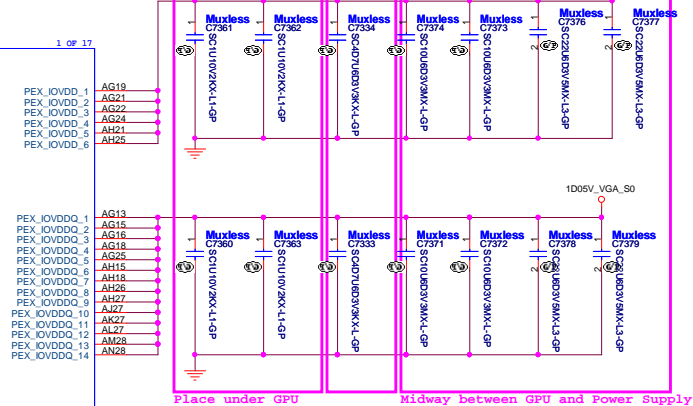 Muxless Muxless Muxless Muxless Muxless Muxless Muxless
C7361 C7362 C7334 C7374 C7373 C7376 C7377
1 OF 17
SC1U10V2KX-L1-GP
SC1U10V2KX-L1-GP
SC4D7U6D3V3KX-L-GP
SC10U6D3V3MX-L-GP
SC10U6D3V3MX-L-GP
SC22U6D3V5MX-L3-GP
SC22U6D3V5MX-L3-GP
PEX_IOVDD_1 AG19
PEX_IOVDD_2 AG21
PEX_IOVDD_3 AG22
PEX_IOVDD_4 AG24
PEX_IOVDD_5 AH21
PEX_IOVDD_6 AH25
1D05V_VGA_S0
PEX_IOVDDQ_1 AG13
PEX_IOVDDQ_2 AG15
PEX_IOVDDQ_3 AG16
PEX_IOVDDQ_4 AG18
PEX_IOVDDQ_5 AG25
PEX_IOVDDQ_6 AH15
PEX_IOVDDQ_7 AH18
PEX_IOVDDQ_8 AH26
PEX_IOVDDQ_9 AH27
PEX_IOVDDQ_10 AJ27
PEX_IOVDDQ_11 AK27
PEX_IOVDDQ_12 AL27
PEX_IOVDDQ_13 AM28
PEX_IOVDDQ_14 AN28
Muxless Muxless Muxless Muxless Muxless Muxless Muxless
C7360 C7363 C7333 C7371 C7372 C7378 C7379
SC1U10V2KX-L1-GP
SC1U10V2KX-L1-GP
SC4D7U6D3V3KX-L-GP
SC10U6D3V3MX-L-GP
SC10U6D3V3MX-L-GP
SC22U6D3V5MX-L3-GP
SC22U6D3V5MX-L3-GP
Place under GPU
Midway between GPU and Power Supply